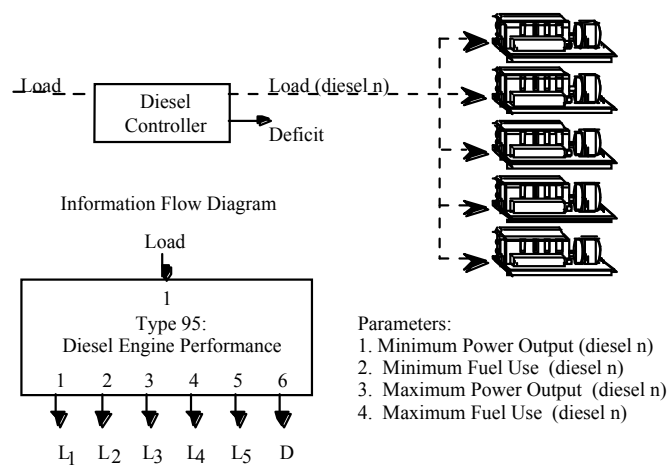 Load
Diesel
Controller
Load (diesel n)
Deficit
Information Flow Diagram
Load
1
Type 95:
Diesel Engine Performance
1 2 3 4 5 6
L1 L2 L3 L4 L5 D
Parameters:
1. Minimum Power Output (diesel n)
2. Minimum Fuel Use (diesel n)
3. Maximum Power Output (diesel n)
4. Maximum Fuel Use (diesel n)